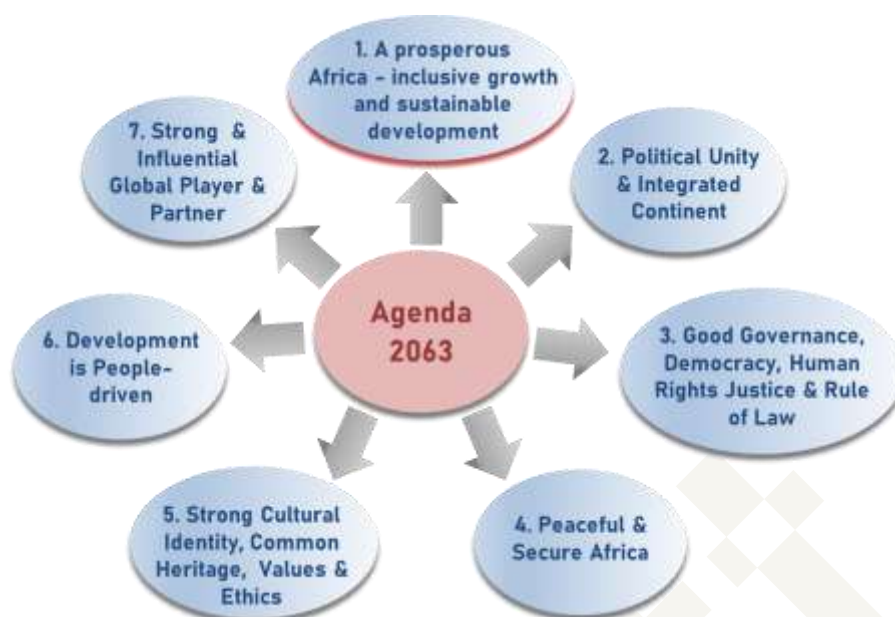 1. A prosperous
Africa - inclusive growth
and sustainable
development
2. Political Unity
& Integrated
Continent
3. Good Governance,
Democracy, Human
Rights Justice & Rule
of Law
4. Peaceful &
Secure Africa
5. Strong Cultural
Identity, Common
Heritage, Values &
Ethics
6. Development
is People-
driven
7. Strong &
Influential
Global Player &
Partner
Agenda
2063